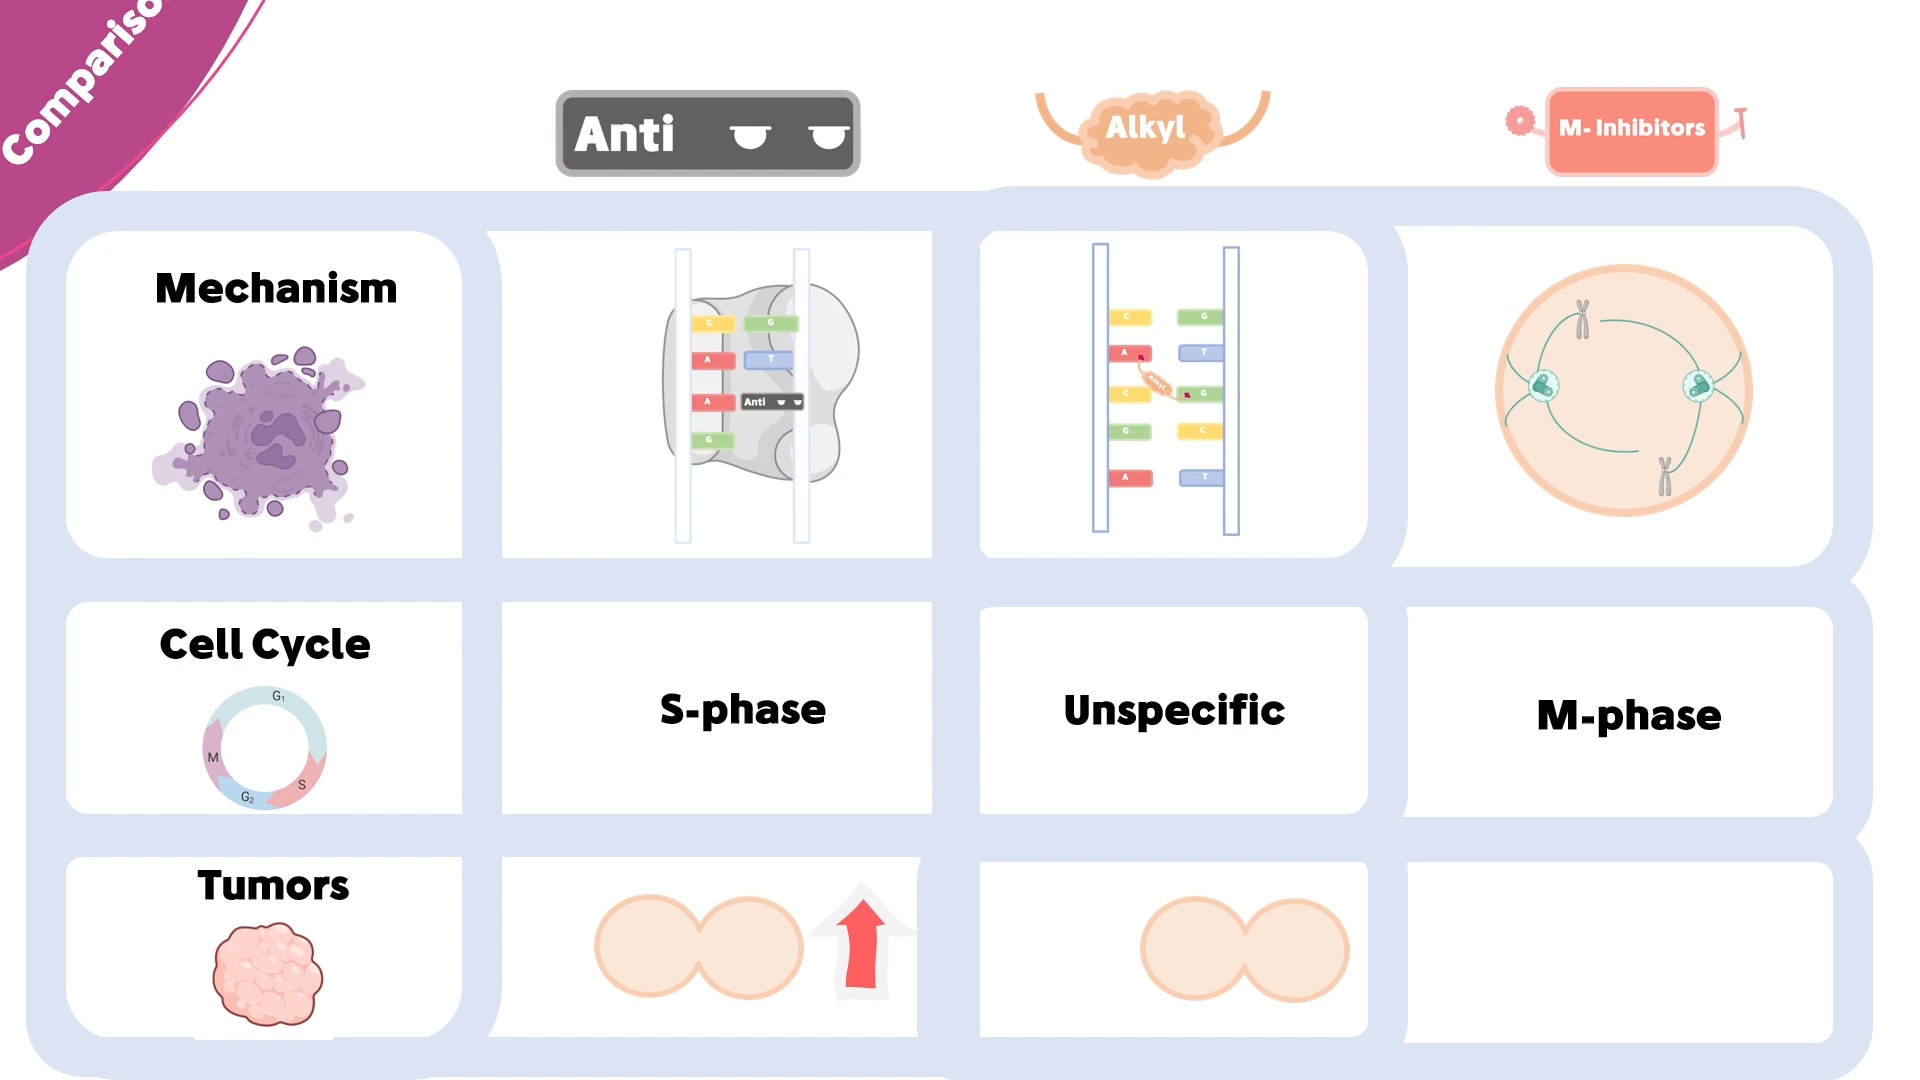 Compariso
Anti
Alkyl
M- Inhibitors
Mechanism
C G
A T
A Anti
G
C G
A T
Alkyl
C G
G C
A T
Cell Cycle
G₁
M
S
G₂
S-phase
Unspecific
M-phase
Tumors